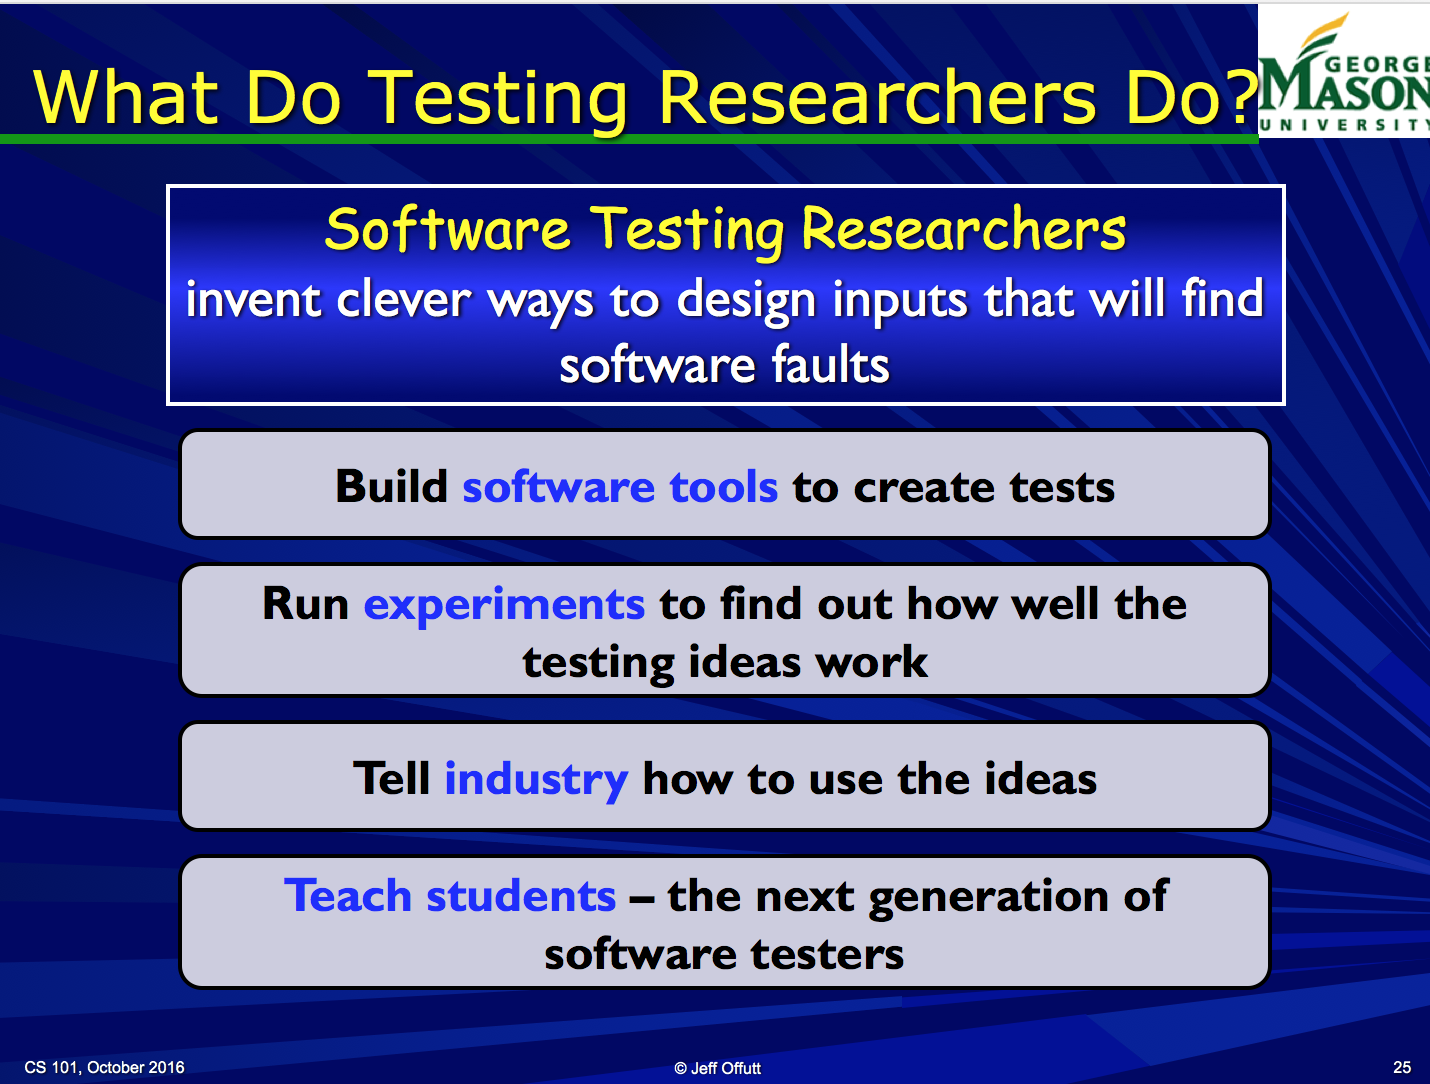 What Do Testing Researchers Do?
GEORGE
MASON
UNIVERSITY
Software Testing Researchers
invent clever ways to design inputs that will find
software faults
Build software tools to create tests
Run experiments to find out how well the
testing ideas work
Tell industry how to use the ideas
Teach students – the next generation of
software testers
CS 101, October 2016
© Jeff Offutt
25